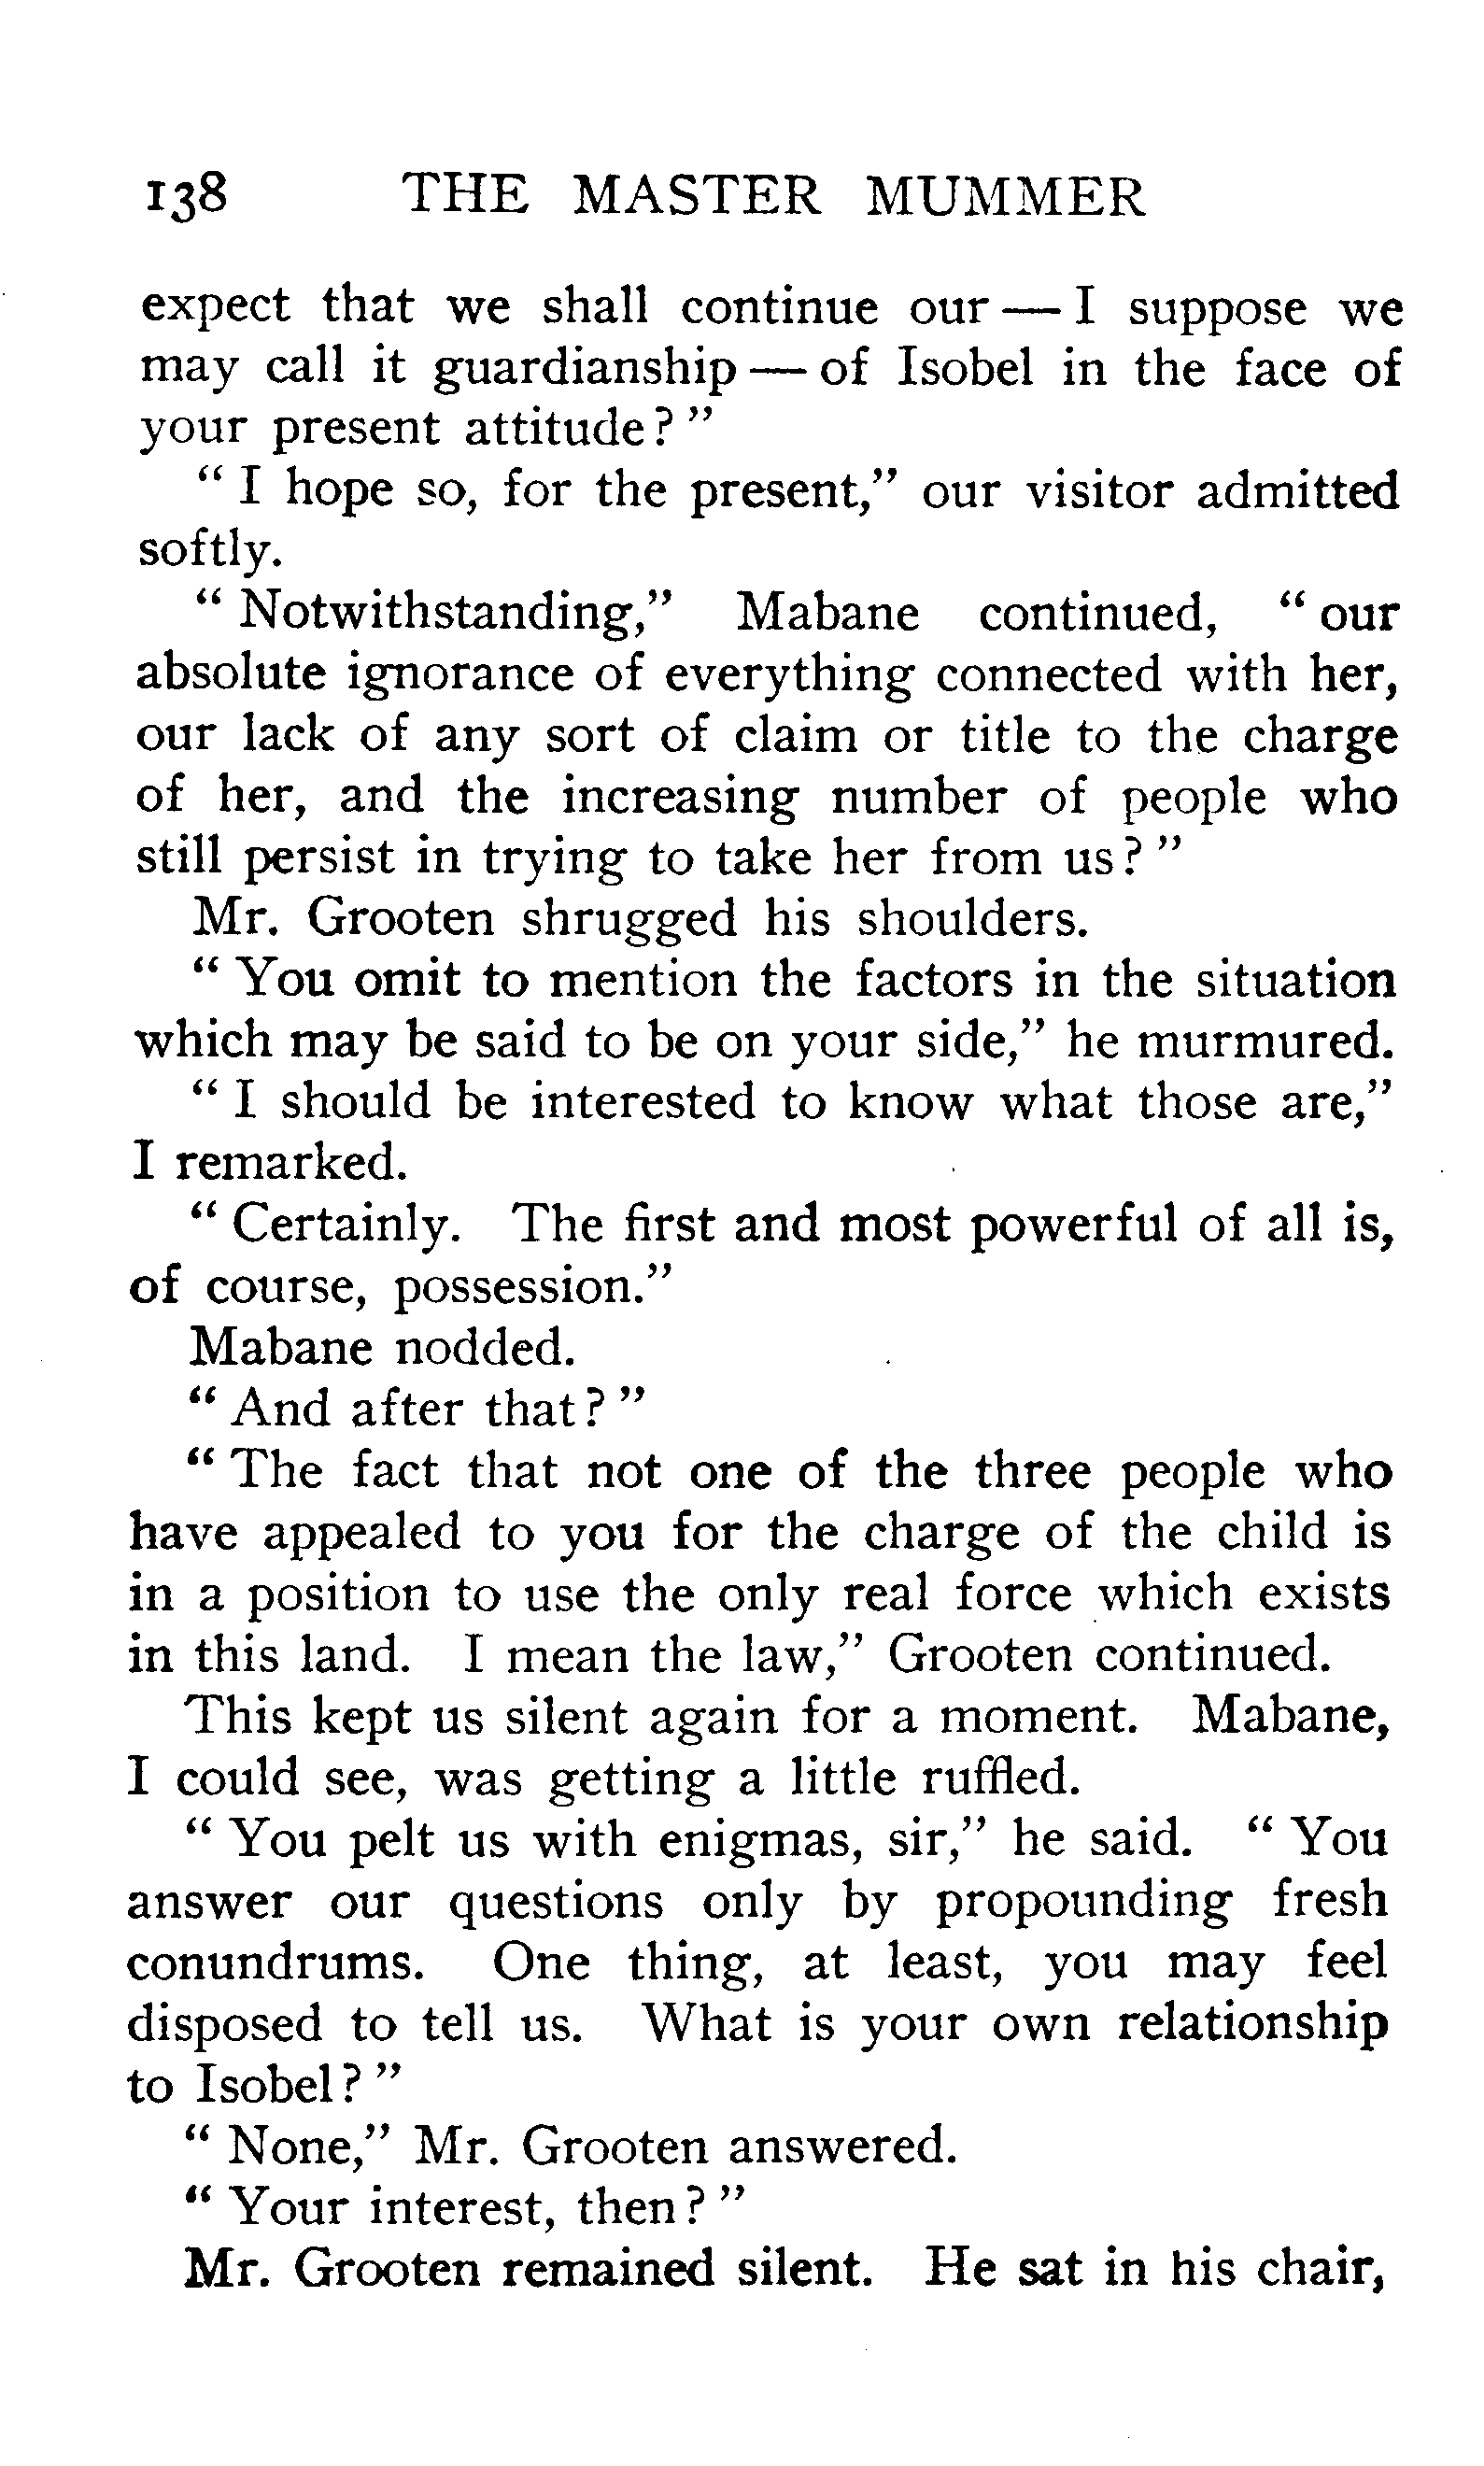 138 THE MASTER MUMMER
expect that we shall continue our — I suppose we
may call it guardianship — of Isobel in the face of
your present attitude? ”
“ I hope so, for the present,” our visitor admitted
softly.
“ Notwithstanding,” Mabane continued, “ our
absolute ignorance of everything connected with her,
our lack of any sort of claim or title to the charge
of her, and the increasing number of people who
still persist in trying to take her from us? ”
Mr. Grooten shrugged his shoulders.
“ You omit to mention the factors in the situation
which may be said to be on your side,” he murmured.
“ I should be interested to know what those are,”
I remarked.
“ Certainly. The first and most powerful of all is,
of course, possession.”
Mabane nodded.
“ And after that? ”
“ The fact that not one of the three people who
have appealed to you for the charge of the child is
in a position to use the only real force which exists
in this land. I mean the law,” Grooten continued.
This kept us silent again for a moment. Mabane,
I could see, was getting a little ruffled.
“ You pelt us with enigmas, sir,” he said. “ You
answer our questions only by propounding fresh
conundrums. One thing, at least, you may feel
disposed to tell us. What is your own relationship
to Isobel? ”
“ None,” Mr. Grooten answered.
“ Your interest, then? ”
Mr. Grooten remained silent. He sat in his chair,